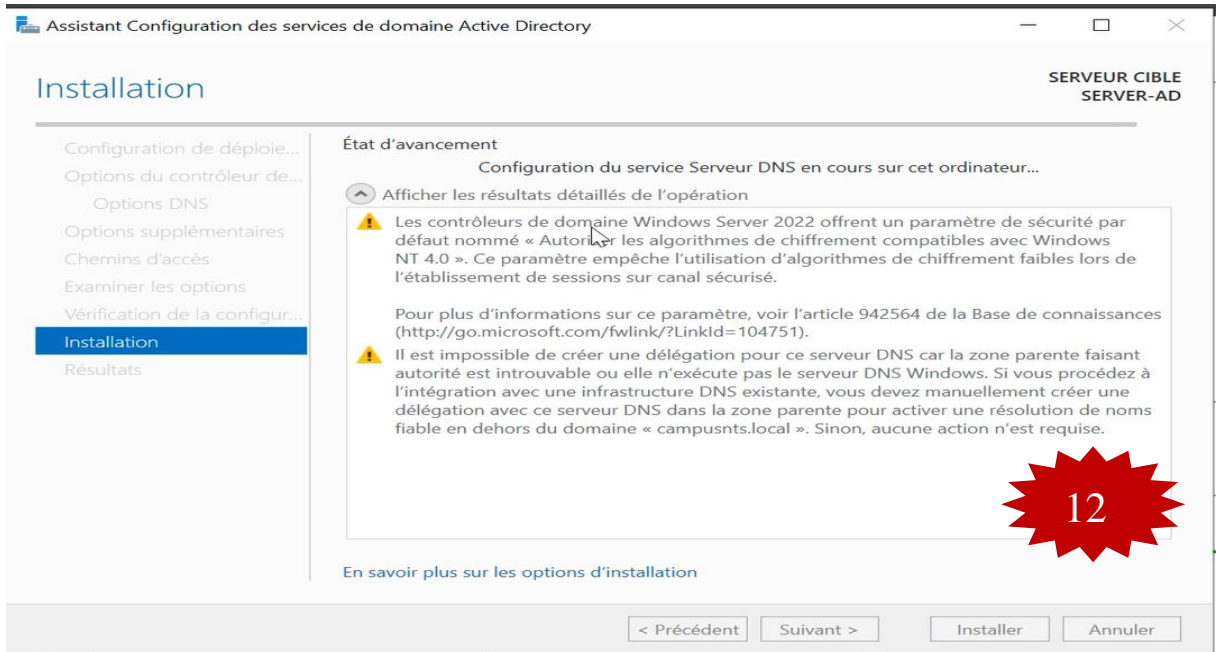 Assistant Configuration des services de domaine Active Directory
Installation
SERVEUR CIBLE
SERVER-AD
Configuration de déploie...
Options du contrôleur de...
Options DNS
Options supplémentaires
Chemins d'accès
Examiner les options
Vérification de la configur...
Installation
Résultats
État d'avancement
Configuration du service Serveur DNS en cours sur cet ordinateur...
Afficher les résultats détaillés de l'opération
Les contrôleurs de domaine Windows Server 2022 offrent un paramètre de sécurité par
défaut nommé « Autoriser les algorithmes de chiffrement compatibles avec Windows
NT 4.0 ». Ce paramètre empêche l'utilisation d'algorithmes de chiffrement faibles lors de
l'établissement de sessions sur canal sécurisé.
Pour plus d'informations sur ce paramètre, voir l'article 942564 de la Base de connaissances
(http://go.microsoft.com/fwlink/?LinkId=104751).
Il est impossible de créer une délégation pour ce serveur DNS car la zone parente faisant
autorité est introuvable ou elle n'exécute pas le serveur DNS Windows. Si vous procédez à
l'intégration avec une infrastructure DNS existante, vous devez manuellement créer une
délégation avec ce serveur DNS dans la zone parente pour activer une résolution de noms
fiable en dehors du domaine « campusnts.local ». Sinon, aucune action n'est requise.
12
En savoir plus sur les options d'installation
< Précédent
Suivant >
Installer
Annuler